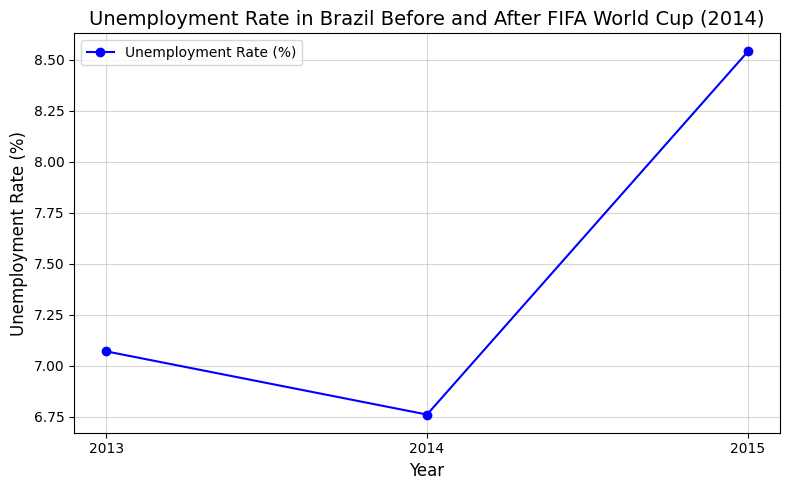 Unemployment Rate in Brazil Before and After FIFA World Cup (2014)
Unemployment Rate (%)
8.50
8.25
8.00
7.75
7.50
7.25
7.00
6.75
Unemployment Rate (%)
2013
2014
2015
Year